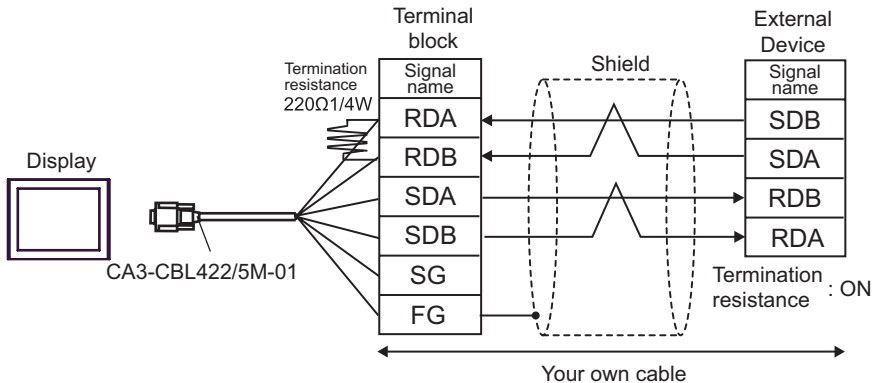 Terminal
block
External
Device
Shield
Termination
resistance
220Ω1/4W
Signal
name
Signal
name
RDA
SDB
RDB
SDA
Display
SDA
RDB
SDB
RDA
CA3-CBL422/5M-01
SG
Termination
resistance : ON
FG
Your own cable